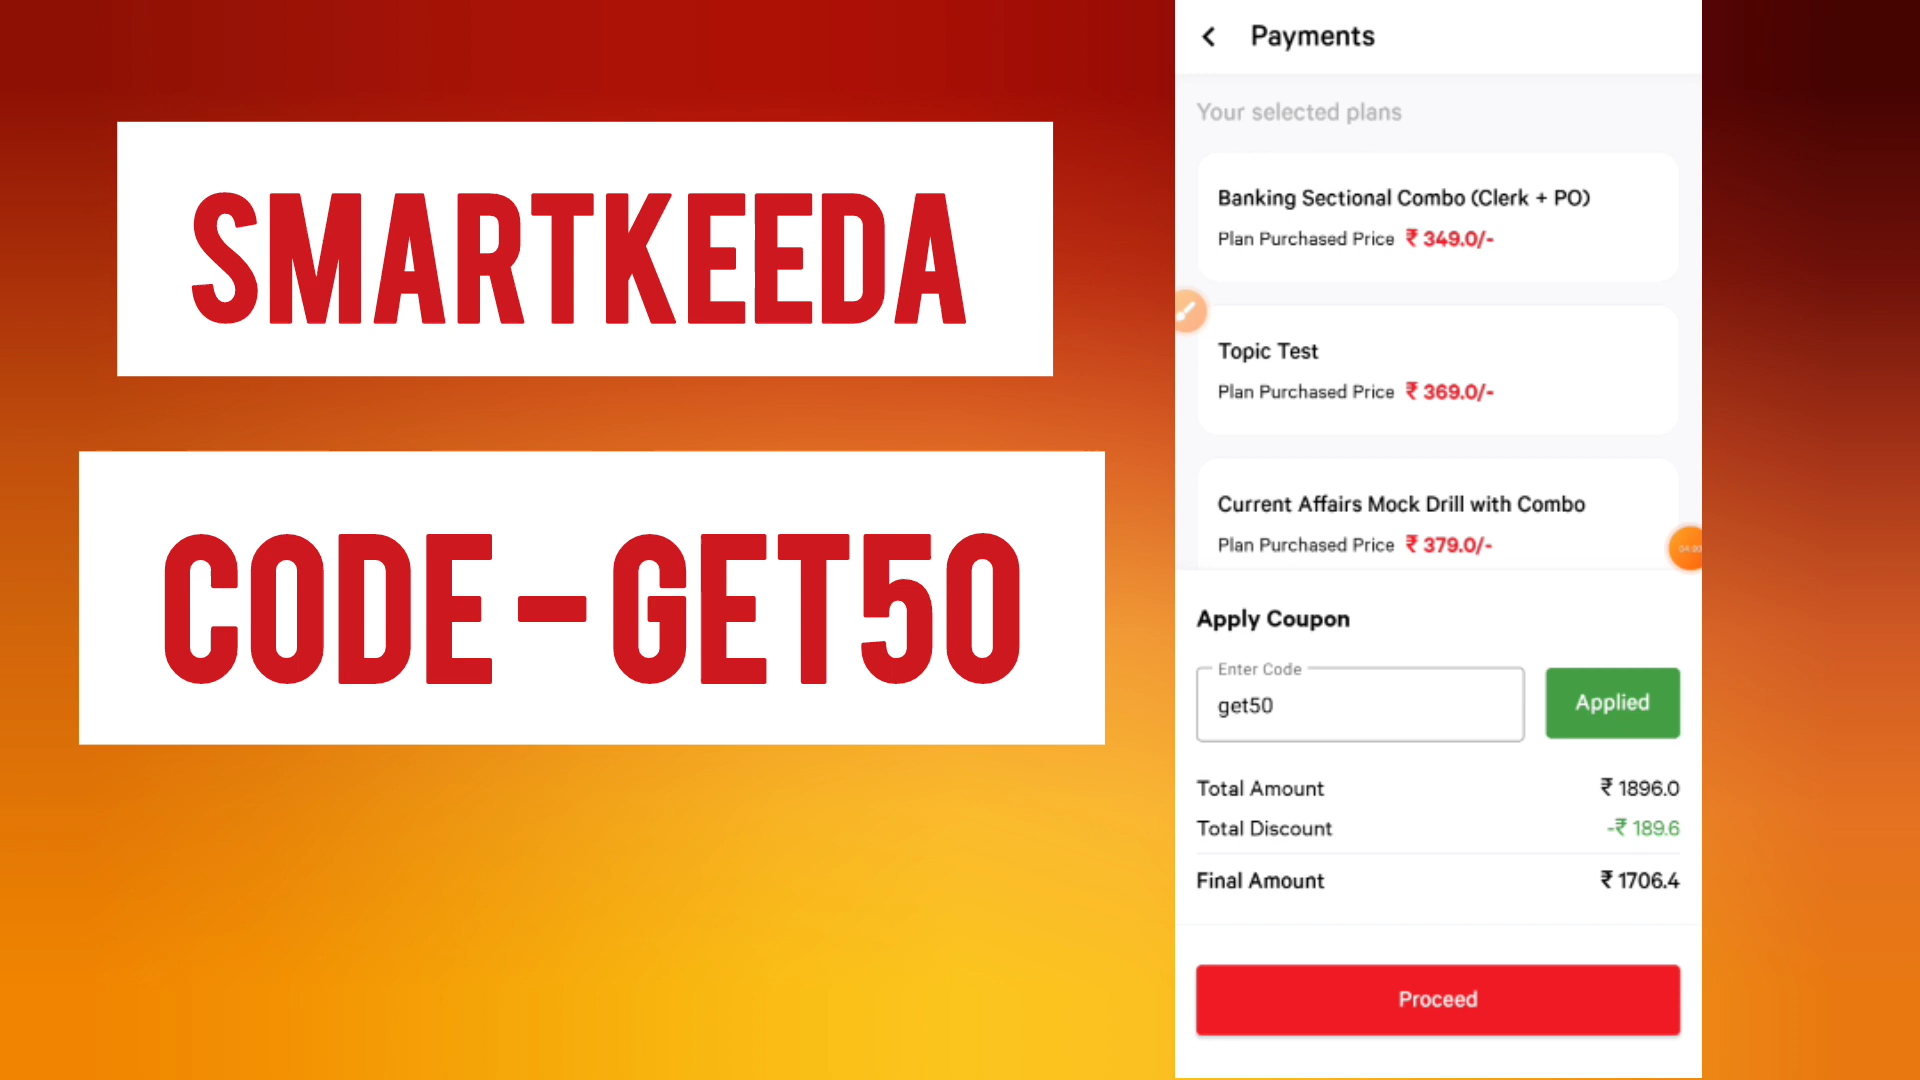 SMARTKEEDA
CODE - GET50
Payments
Your selected plans
Banking Sectional Combo (Clerk + PO)
Plan Purchased Price ₹ 349.0/-
Topic Test
Plan Purchased Price ₹ 369.0/-
Current Affairs Mock Drill with Combo
Plan Purchased Price ₹ 379.0/-
Apply Coupon
Enter Code
get50
Applied
Total Amount ₹ 1896.0
Total Discount -₹ 189.6
Final Amount ₹ 1706.4
Proceed